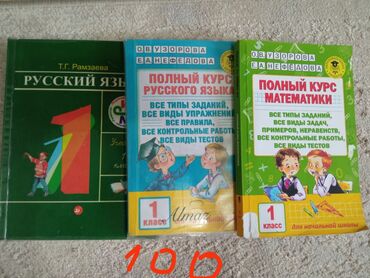 Т.Г. Рамзаева
РУССКИЙ ЯЗЫ
1
О.В. УЗОРОВА
Е.А. НЕФЕДОВА
ПОЛНЫЙ КУРС
РУССКОГО ЯЗЫКА
ВСЕ ТИПЫ ЗАДАНИЙ,
ВСЕ ВИДЫ УПРАЖНЕНИЙ
ВСЕ ПРАВИЛА,
ВСЕ КОНТРОЛЬНЫЕ РАБОТЫ
ВСЕ ВИДЫ ТЕСТОВ
1
КЛАСС
Almaz
О.В. УЗОРОВА
Е.А. НЕФЕДОВА
ПОЛНЫЙ КУРС
МАТЕМАТИКИ
ВСЕ ТИПЫ ЗАДАНИЙ,
ВСЕ ВИДЫ ЗАДАЧ,
ПРИМЕРОВ, НЕРАВЕНСТВ,
ВСЕ КОНТРОЛЬНЫЕ РАБОТЫ,
ВСЕ ВИДЫ ТЕСТОВ
1
КЛАСС
для начальной школы
100